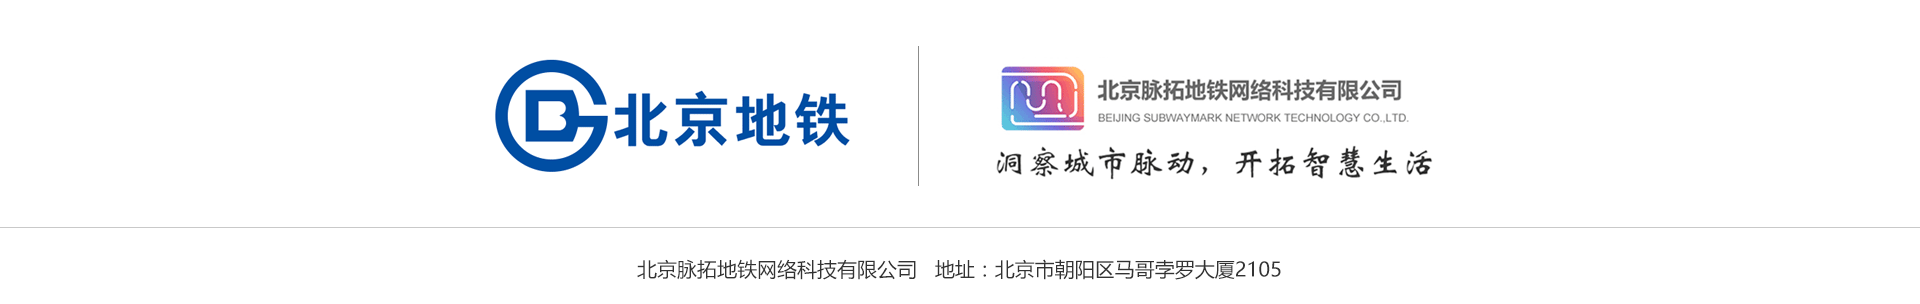 北京地铁
北京脉拓地铁网络科技有限公司
BEIJING SUBWAYMARK NETWORK TECHNOLOGY CO.,LTD.
洞察城市脉动，开拓智慧生活
北京脉拓地铁网络科技有限公司 地址：北京市朝阳区马哥孛罗大厦2105